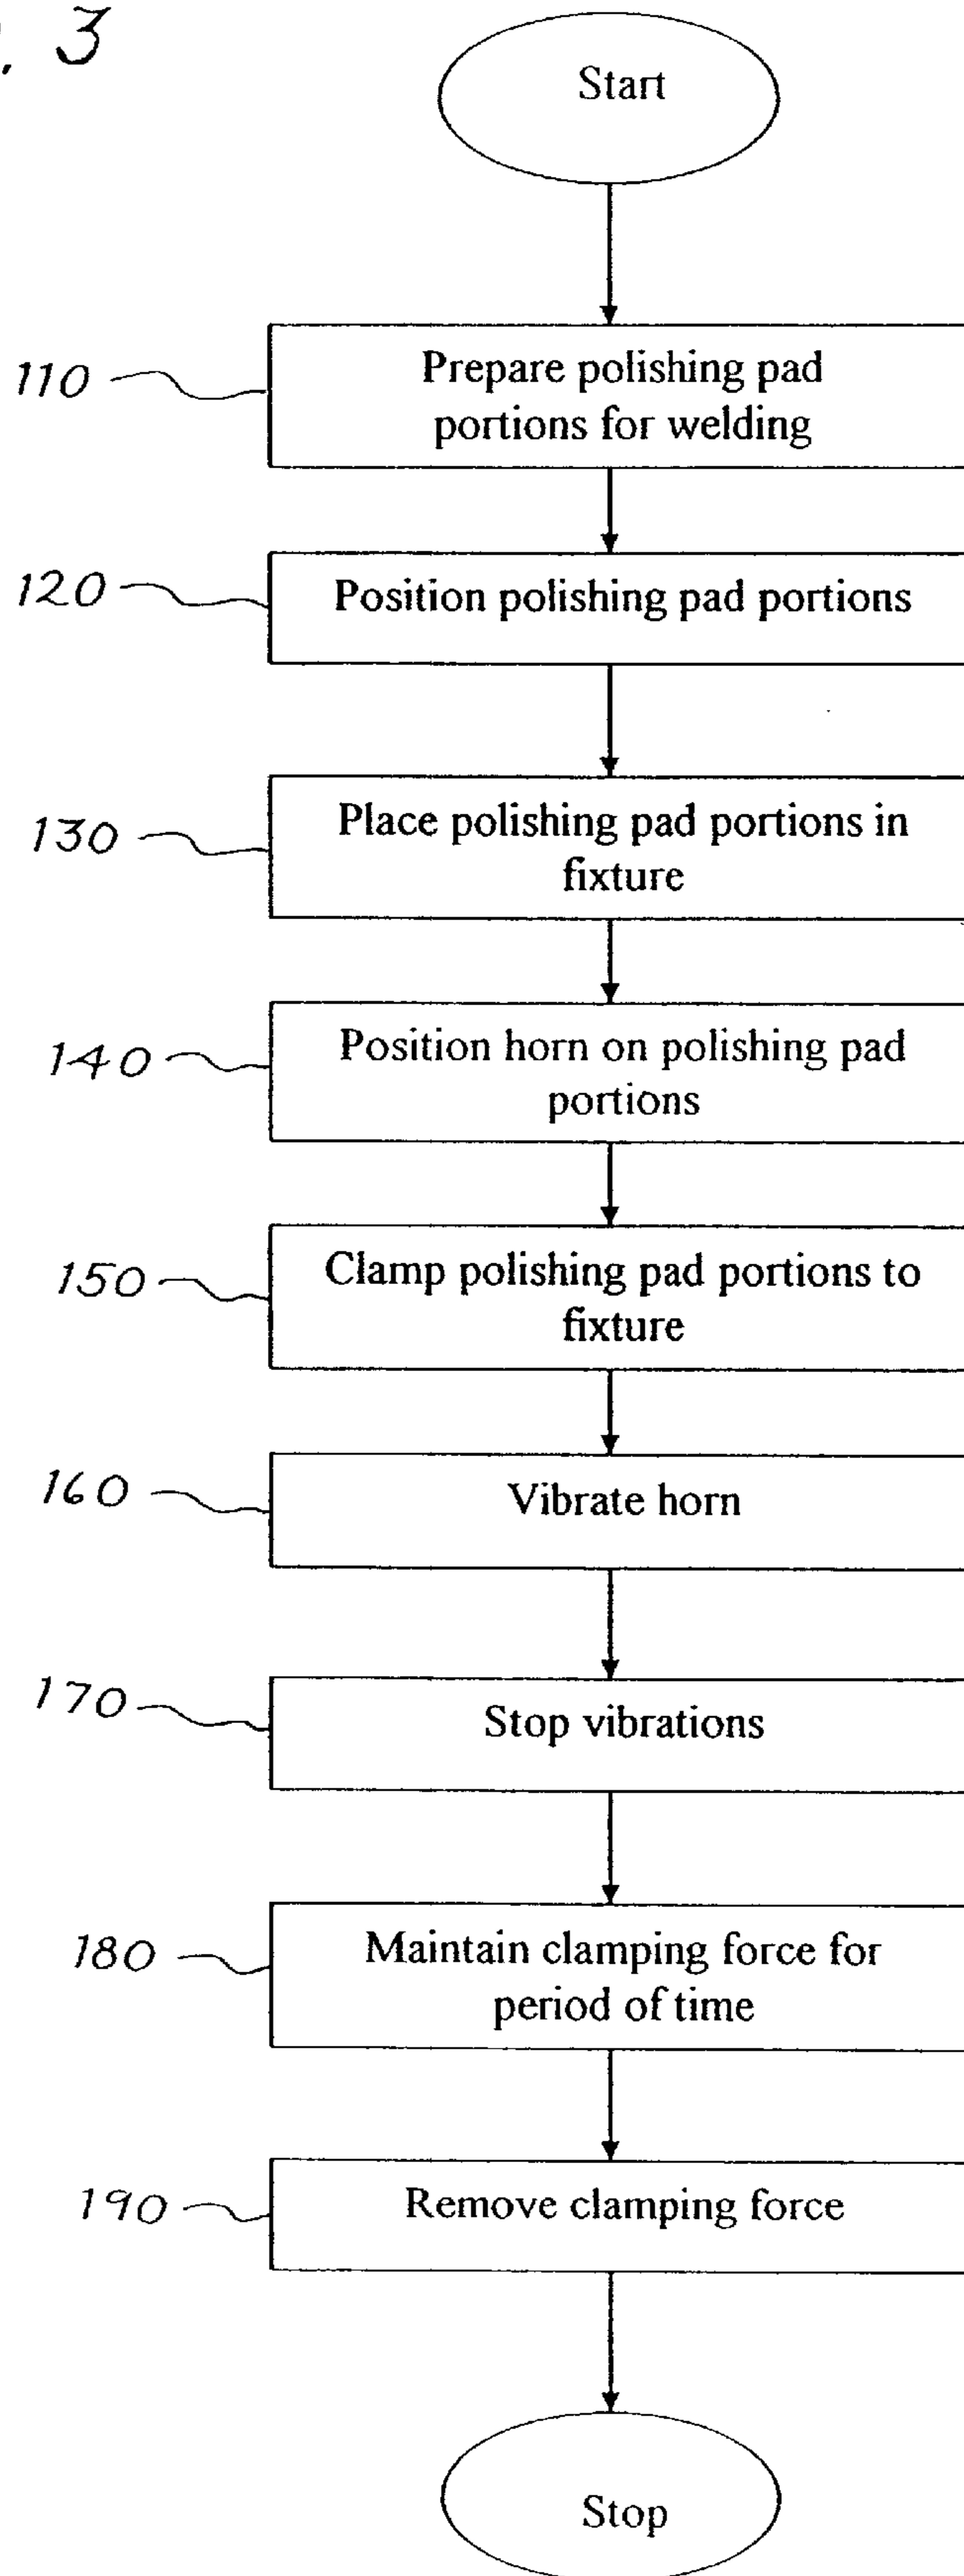 . 3
Start
110
Prepare polishing pad
portions for welding
120
Position polishing pad portions
130
Place polishing pad portions in
fixture
140
Position horn on polishing pad
portions
150
Clamp polishing pad portions to
fixture
160
Vibrate horn
170
Stop vibrations
180
Maintain clamping force for
period of time
190
Remove clamping force
Stop